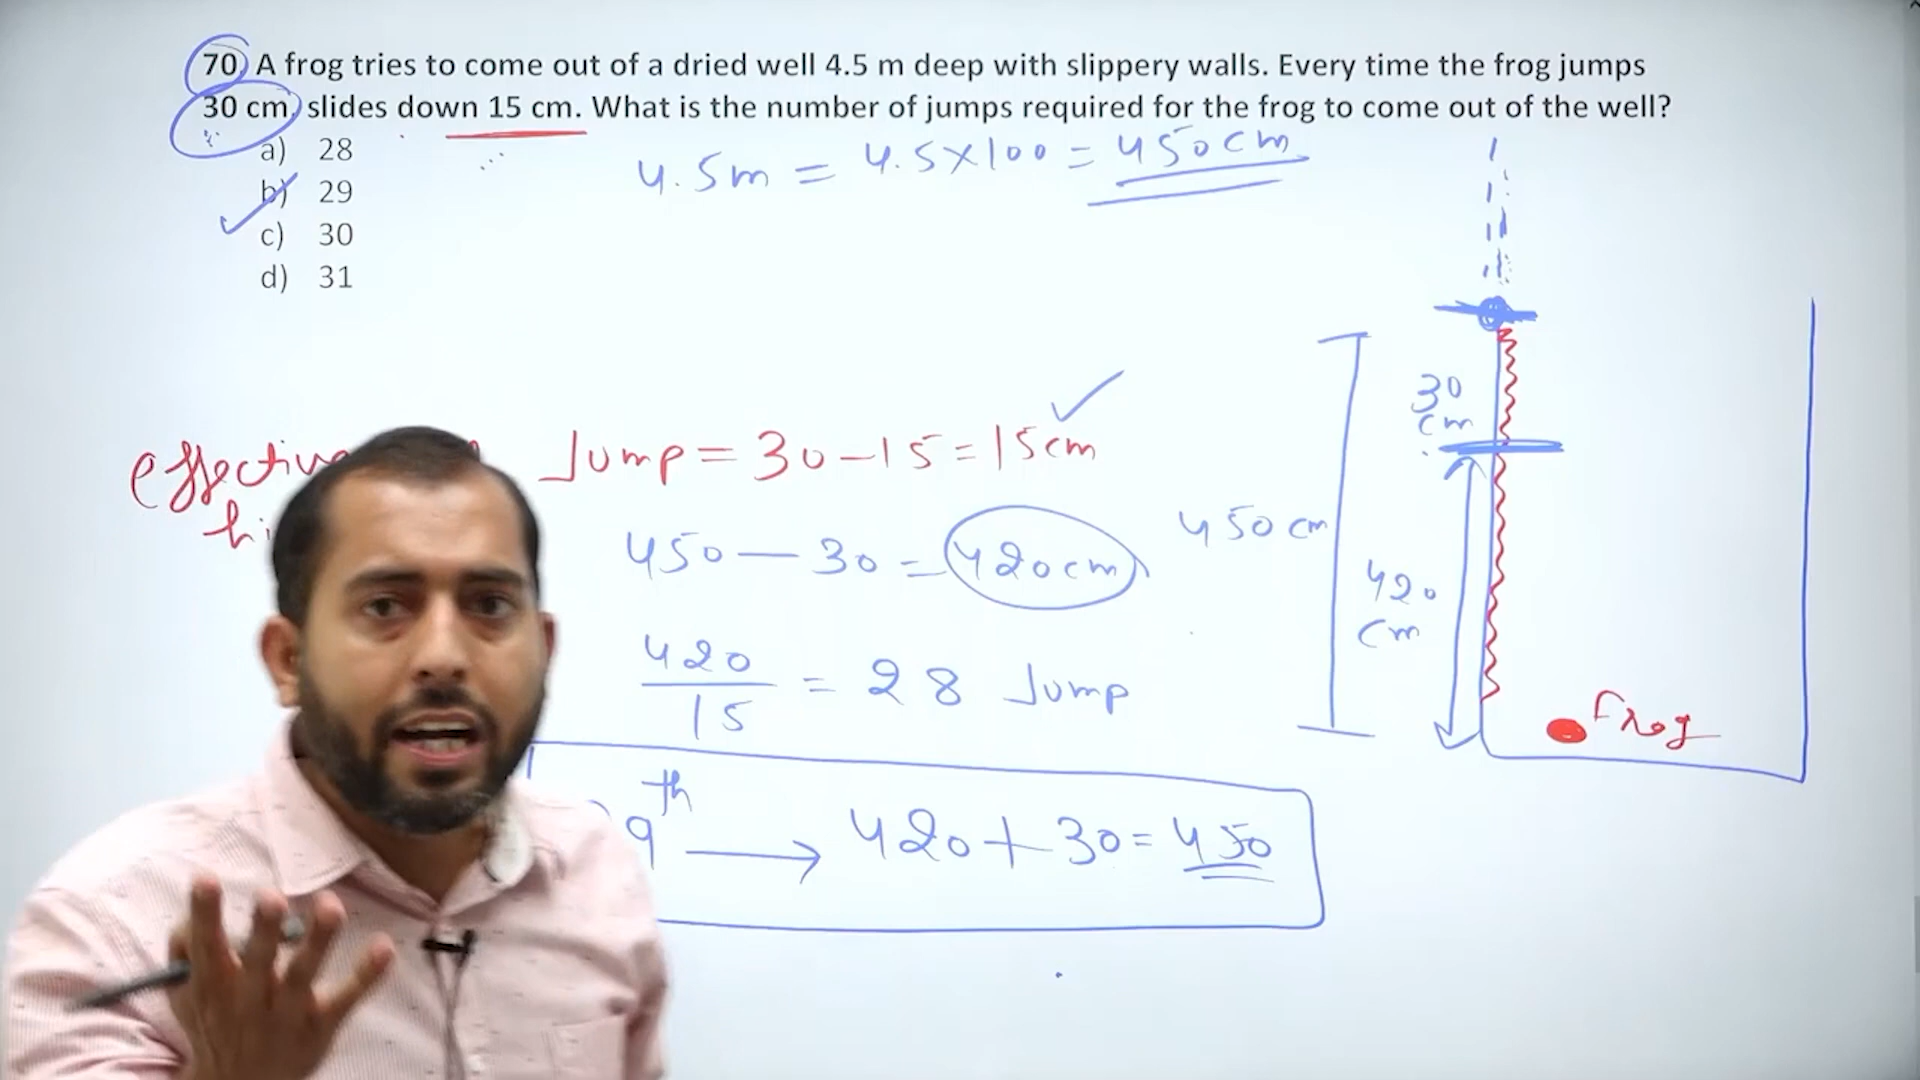 70. A frog tries to come out of a dried well 4.5 m deep with slippery walls. Every time the frog jumps
30 cm, slides down 15 cm. What is the number of jumps required for the frog to come out of the well?
a) 28
b) 29
c) 30
d) 31
4.5m = 4.5×100 = 450cm
Jump = 30-15=15cm
450 — 30 = 420cm
420/15 = 28 Jump
9th → 420+30=450
450 cm
30 cm
420 cm
Frog